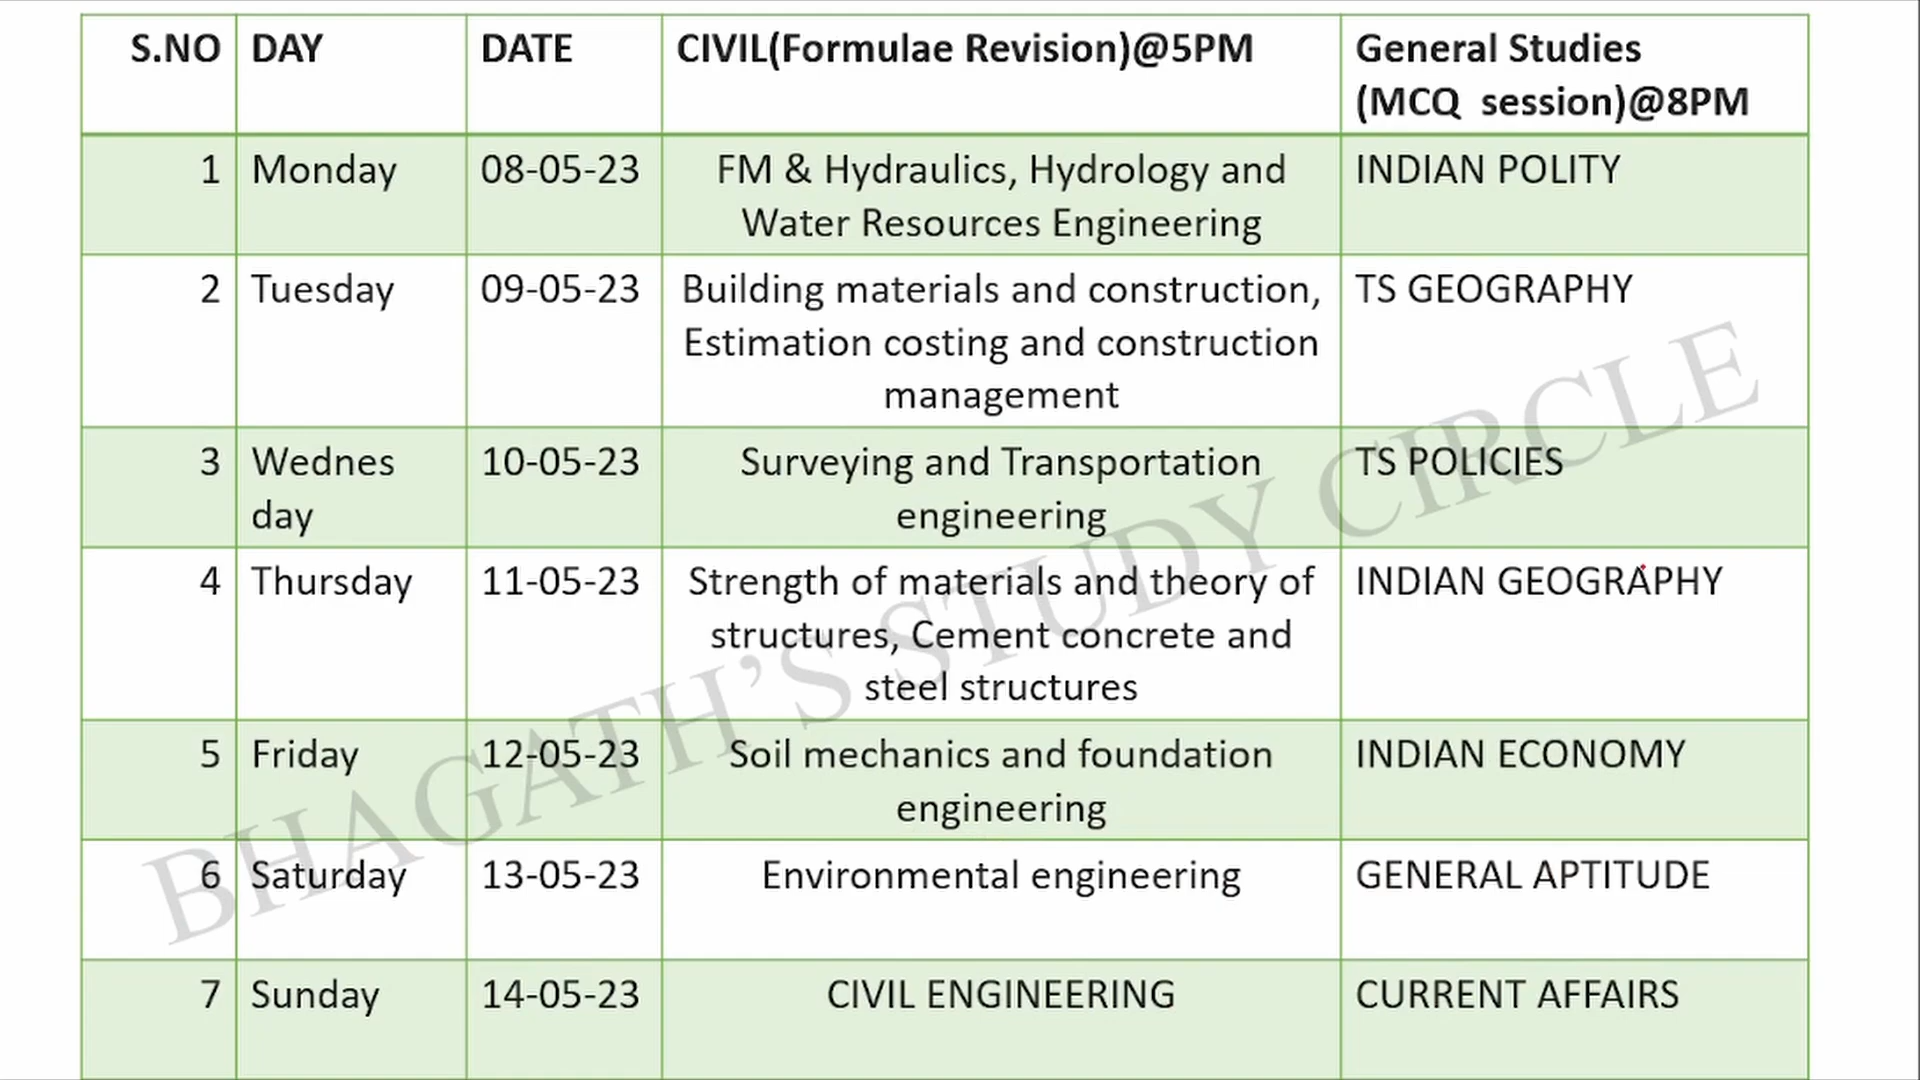 S.NO DAY DATE CIVIL(Formulae Revision)@5PM General Studies
(MCQ session)@8PM
1 Monday 08-05-23 FM & Hydraulics, Hydrology and INDIAN POLITY
Water Resources Engineering
2 Tuesday 09-05-23 Building materials and construction, TS GEOGRAPHY
Estimation costing and construction
management
3 Wednes 10-05-23 Surveying and Transportation TS POLICIES
day engineering
4 Thursday 11-05-23 Strength of materials and theory of INDIAN GEOGRAPHY
structures, Cement concrete and
steel structures
5 Friday 12-05-23 Soil mechanics and foundation INDIAN ECONOMY
engineering
6 Saturday 13-05-23 Environmental engineering GENERAL APTITUDE
7 Sunday 14-05-23 CIVIL ENGINEERING CURRENT AFFAIRS
BHAGATH'S STUDY CIRCLE